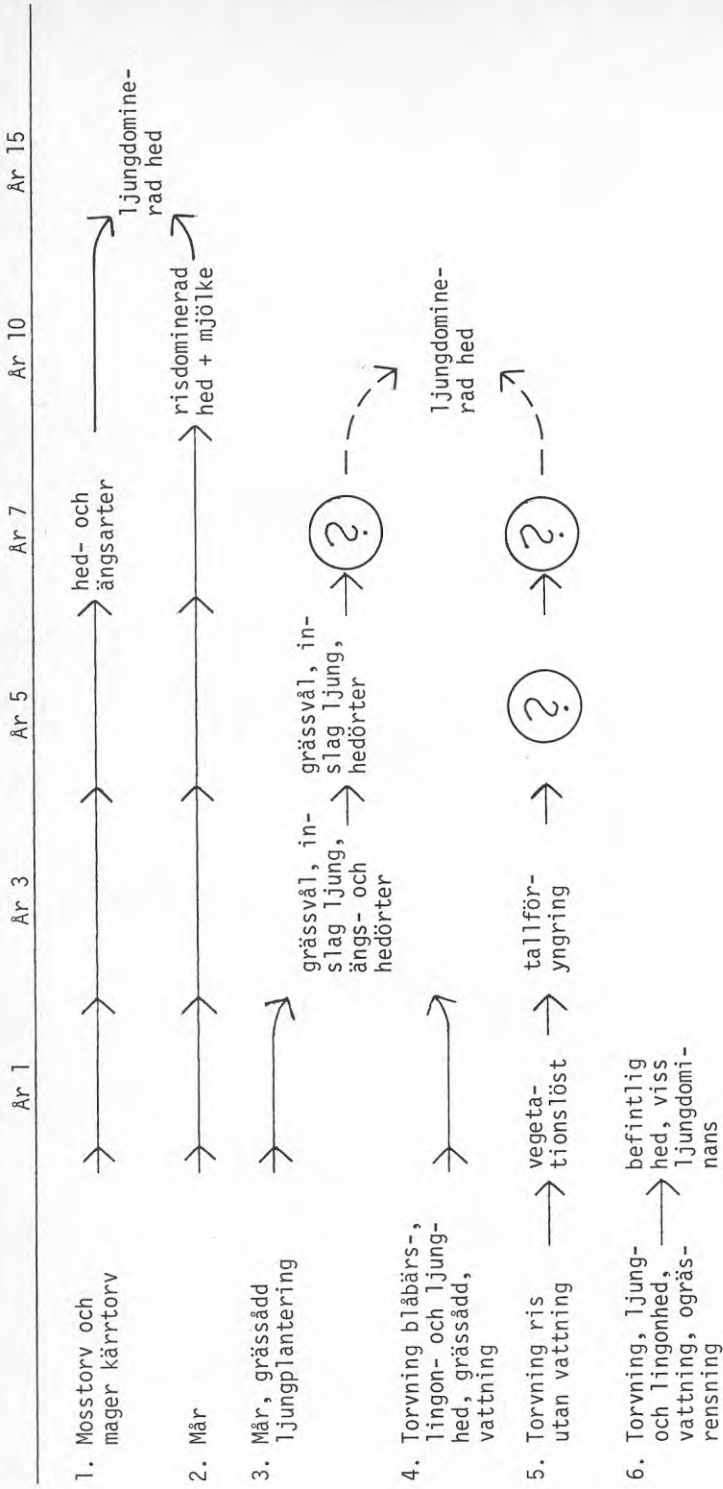 År 1 År 3 År 5 År 7 År 10 År 15
1. Mosstorv och
mager kärrtorv
hed- och
ängsarter
ljungdomine-
rad hed
2. Mår
risdominerad
hed + mjölke
3. Mår, grässådd
ljungplantering
grässvål, in-
slag ljung,
ängs- och
hedörter
grässvål, in-
slag ljung,
hedörter
?
4. Torvning blåbärs-,
lingon- och ljung-
hed, grässådd,
vattning
ljungdomine-
rad hed
5. Torvning ris
utan vattning
vegeta-
tionslöst
tallför-
yngring
?
?
6. Torvning, ljung-
och lingonhed,
vattning, ogräs-
rensning
befintlig
hed, viss
ljungdomi-
nans